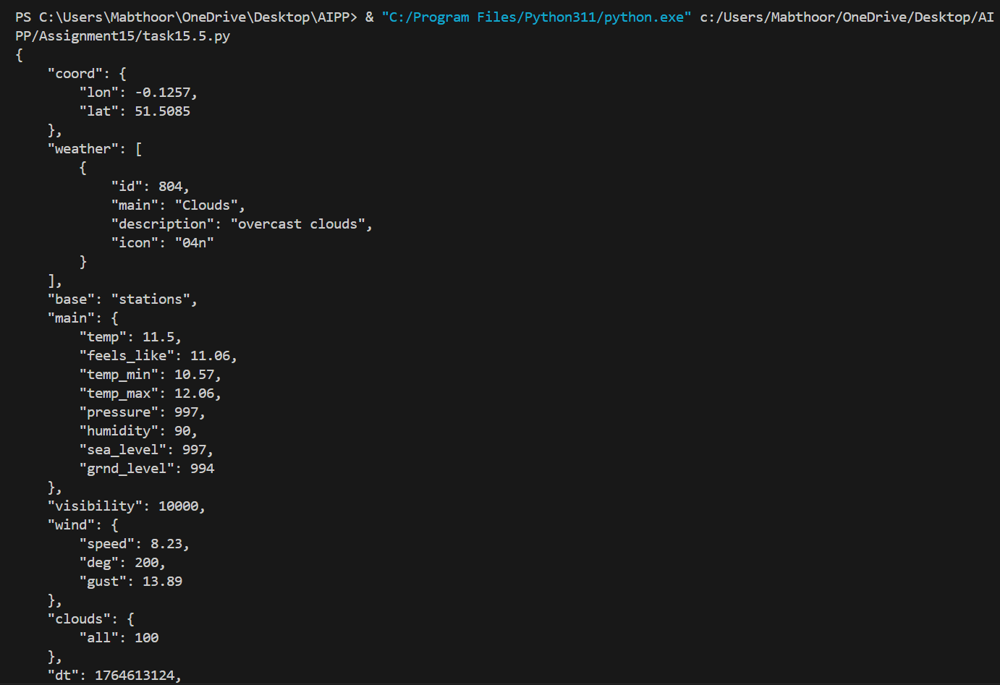 PS C:\Users\Mabthoor\OneDrive\Desktop\AIPP> & "C:/Program Files/Python311/python.exe" c:/Users/Mabthoor/OneDrive/Desktop/AI
PP/Assignment15/task15.5.py
{
    "coord": {
        "lon": -0.1257,
        "lat": 51.5085
    },
    "weather": [
        {
            "id": 804,
            "main": "Clouds",
            "description": "overcast clouds",
            "icon": "04n"
        }
    ],
    "base": "stations",
    "main": {
        "temp": 11.5,
        "feels_like": 11.06,
        "temp_min": 10.57,
        "temp_max": 12.06,
        "pressure": 997,
        "humidity": 90,
        "sea_level": 997,
        "grnd_level": 994
    },
    "visibility": 10000,
    "wind": {
        "speed": 8.23,
        "deg": 200,
        "gust": 13.89
    },
    "clouds": {
        "all": 100
    },
    "dt": 1764613124,